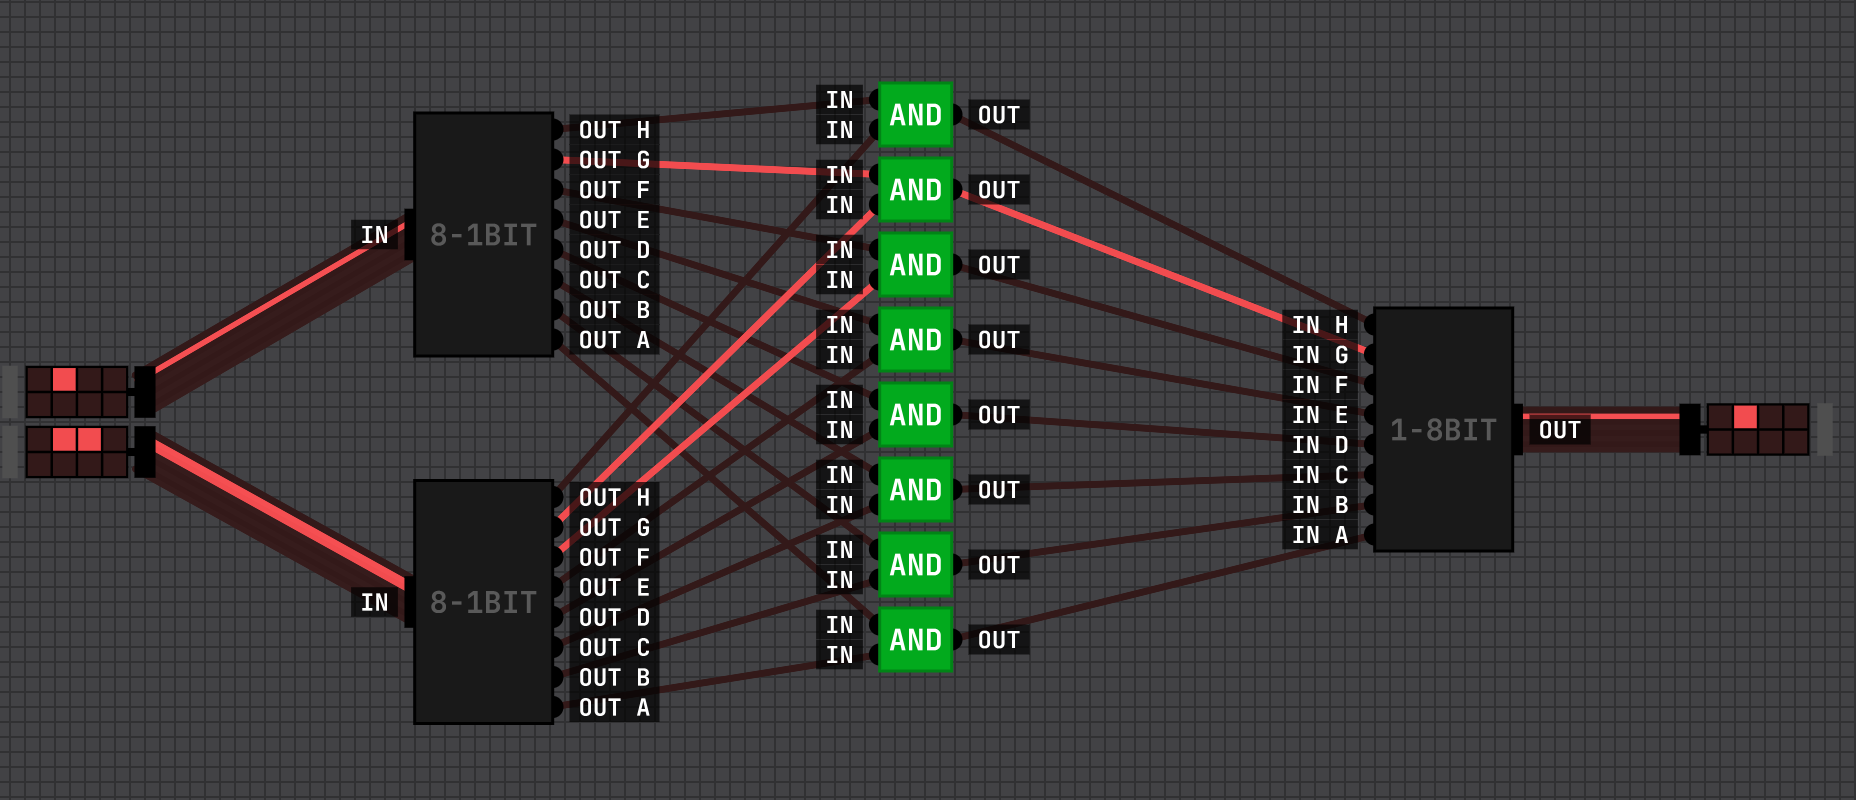 IN
8-1BIT
OUT H
OUT G
OUT F
OUT E
OUT D
OUT C
OUT B
OUT A
IN
8-1BIT
OUT H
OUT G
OUT F
OUT E
OUT D
OUT C
OUT B
OUT A
IN
IN
AND
OUT
IN
IN
AND
OUT
IN
IN
AND
OUT
IN
IN
AND
OUT
IN
IN
AND
OUT
IN
IN
AND
OUT
IN
IN
AND
OUT
IN
IN
AND
OUT
IN H
IN G
IN F
IN E
IN D
IN C
IN B
IN A
1-8BIT
OUT